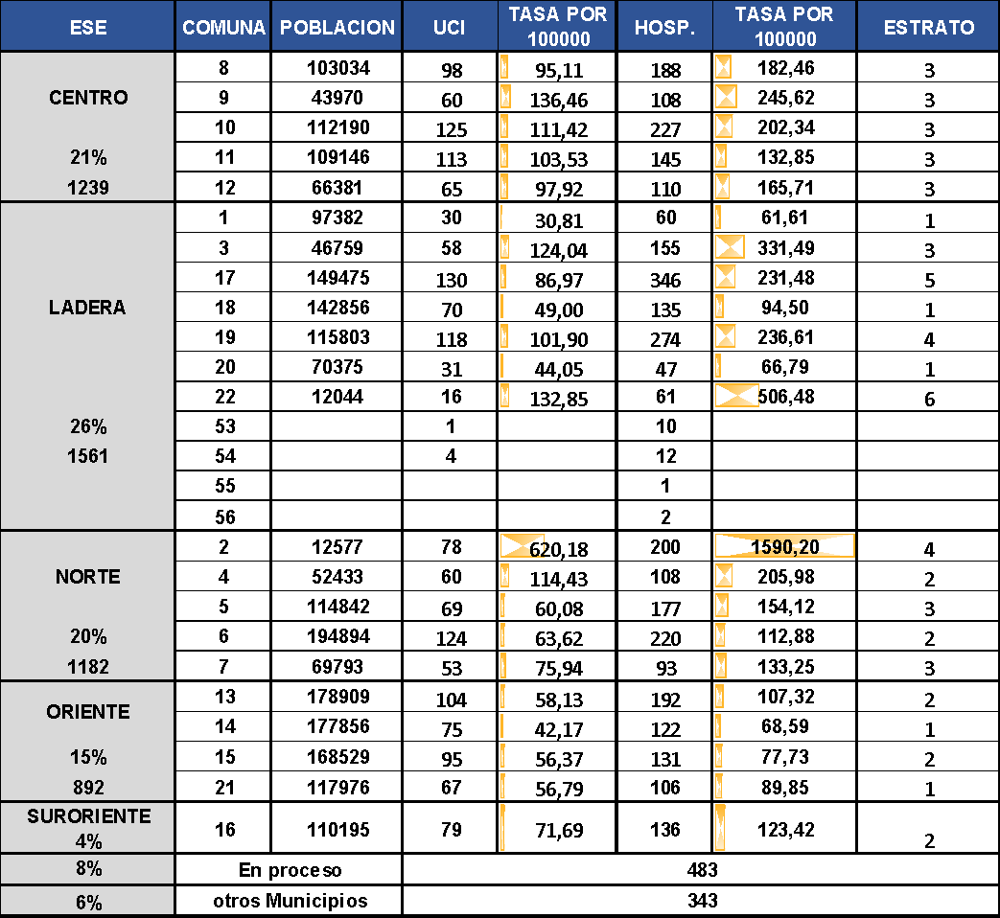 ESE COMUNA POBLACION UCI TASA POR 100000 HOSP. TASA POR 100000 ESTRATO
8 103034 98 95,11 188 182,46 3
CENTRO 9 43970 60 136,46 108 245,62 3
10 112190 125 111,42 227 202,34 3
21% 11 109146 113 103,53 145 132,85 3
1239 12 66381 65 97,92 110 165,71 3
1 97382 30 30,81 60 61,61 1
3 46759 58 124,04 155 331,49 3
17 149475 130 86,97 346 231,48 5
LADERA 18 142856 70 49,00 135 94,50 1
19 115803 118 101,90 274 236,61 4
20 70375 31 44,05 47 66,79 1
22 12044 16 132,85 61 506,48 6
26% 53 1 10
1561 54 4 12
55 1
56 2
2 12577 78 620,18 200 1590,20 4
NORTE 4 52433 60 114,43 108 205,98 2
5 114842 69 60,08 177 154,12 3
20% 6 194894 124 63,62 220 112,88 2
1182 7 69793 53 75,94 93 133,25 3
ORIENTE 13 178909 104 58,13 192 107,32 2
14 177856 75 42,17 122 68,59 1
15% 15 168529 95 56,37 131 77,73 2
892 21 117976 67 56,79 106 89,85 1
SURORIENTE 16 110195 79 71,69 136 123,42 2
4%
8% En proceso 483
6% otros Municipios 343